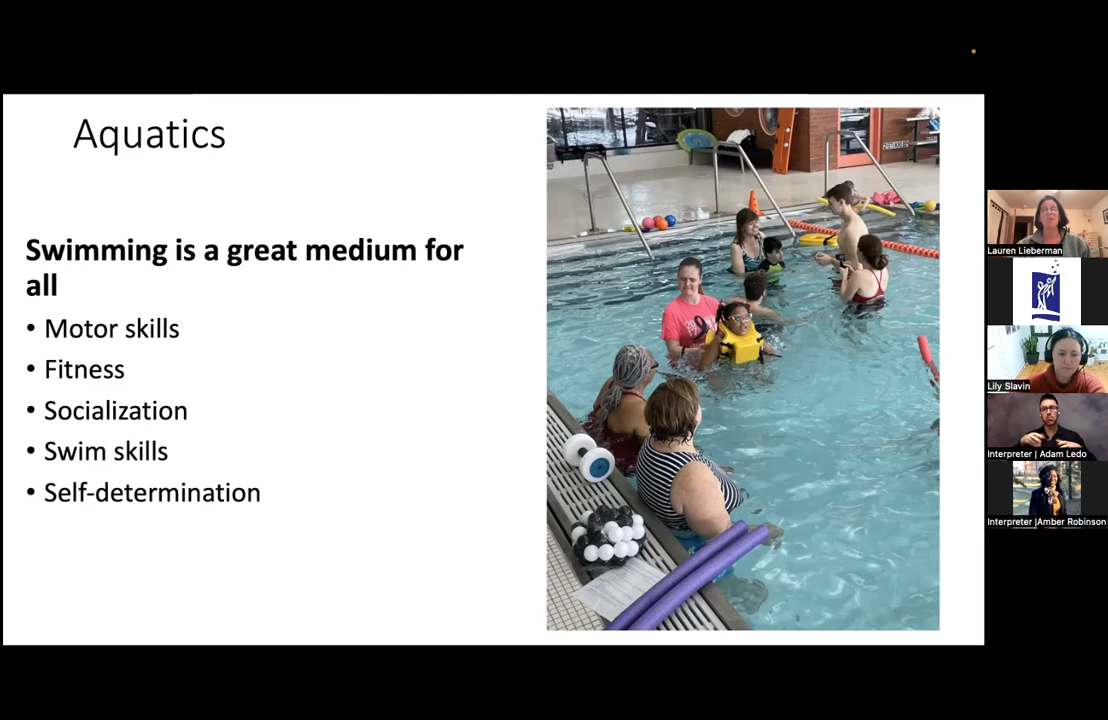 Aquatics
Swimming is a great medium for
all
• Motor skills
• Fitness
• Socialization
• Swim skills
• Self-determination
Lauren Lieberman
Lily Slavin
Interpreter | Adam Ledo
Interpreter |Amber Robinson